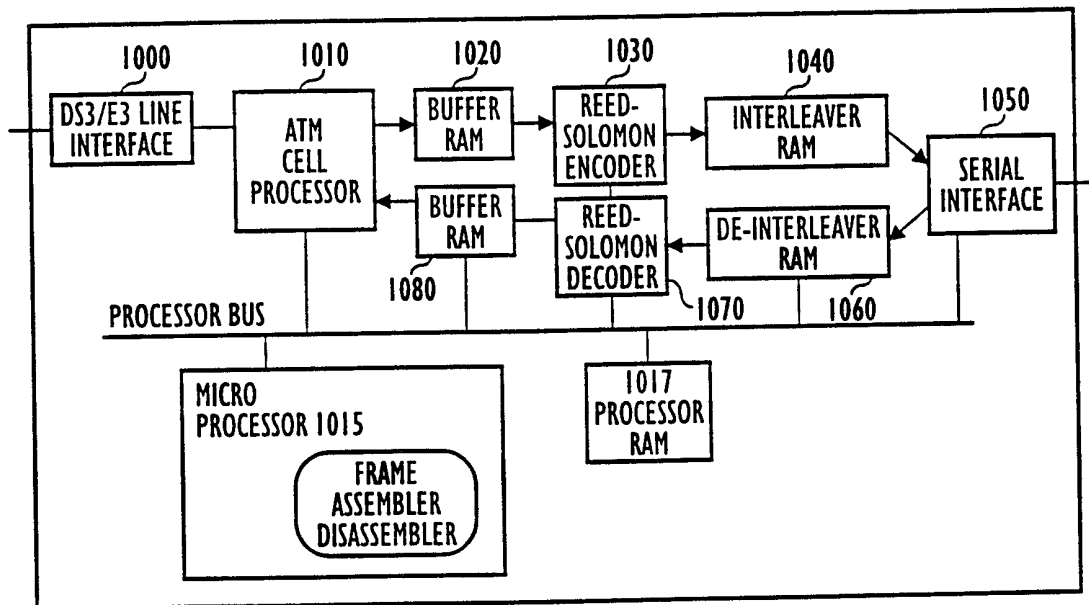 1000
DS3/E3 LINE
INTERFACE
1010
ATM
CELL
PROCESSOR
1020
BUFFER
RAM
1030
REED-
SOLOMON
ENCODER
1040
INTERLEAVER
RAM
1050
SERIAL
INTERFACE
BUFFER
RAM
1080
REED-
SOLOMON
DECODER
1070
DE-INTERLEAVER
RAM
1060
PROCESSOR BUS
MICRO
PROCESSOR 1015
FRAME
ASSEMBLER
DISASSEMBLER
1017
PROCESSOR
RAM